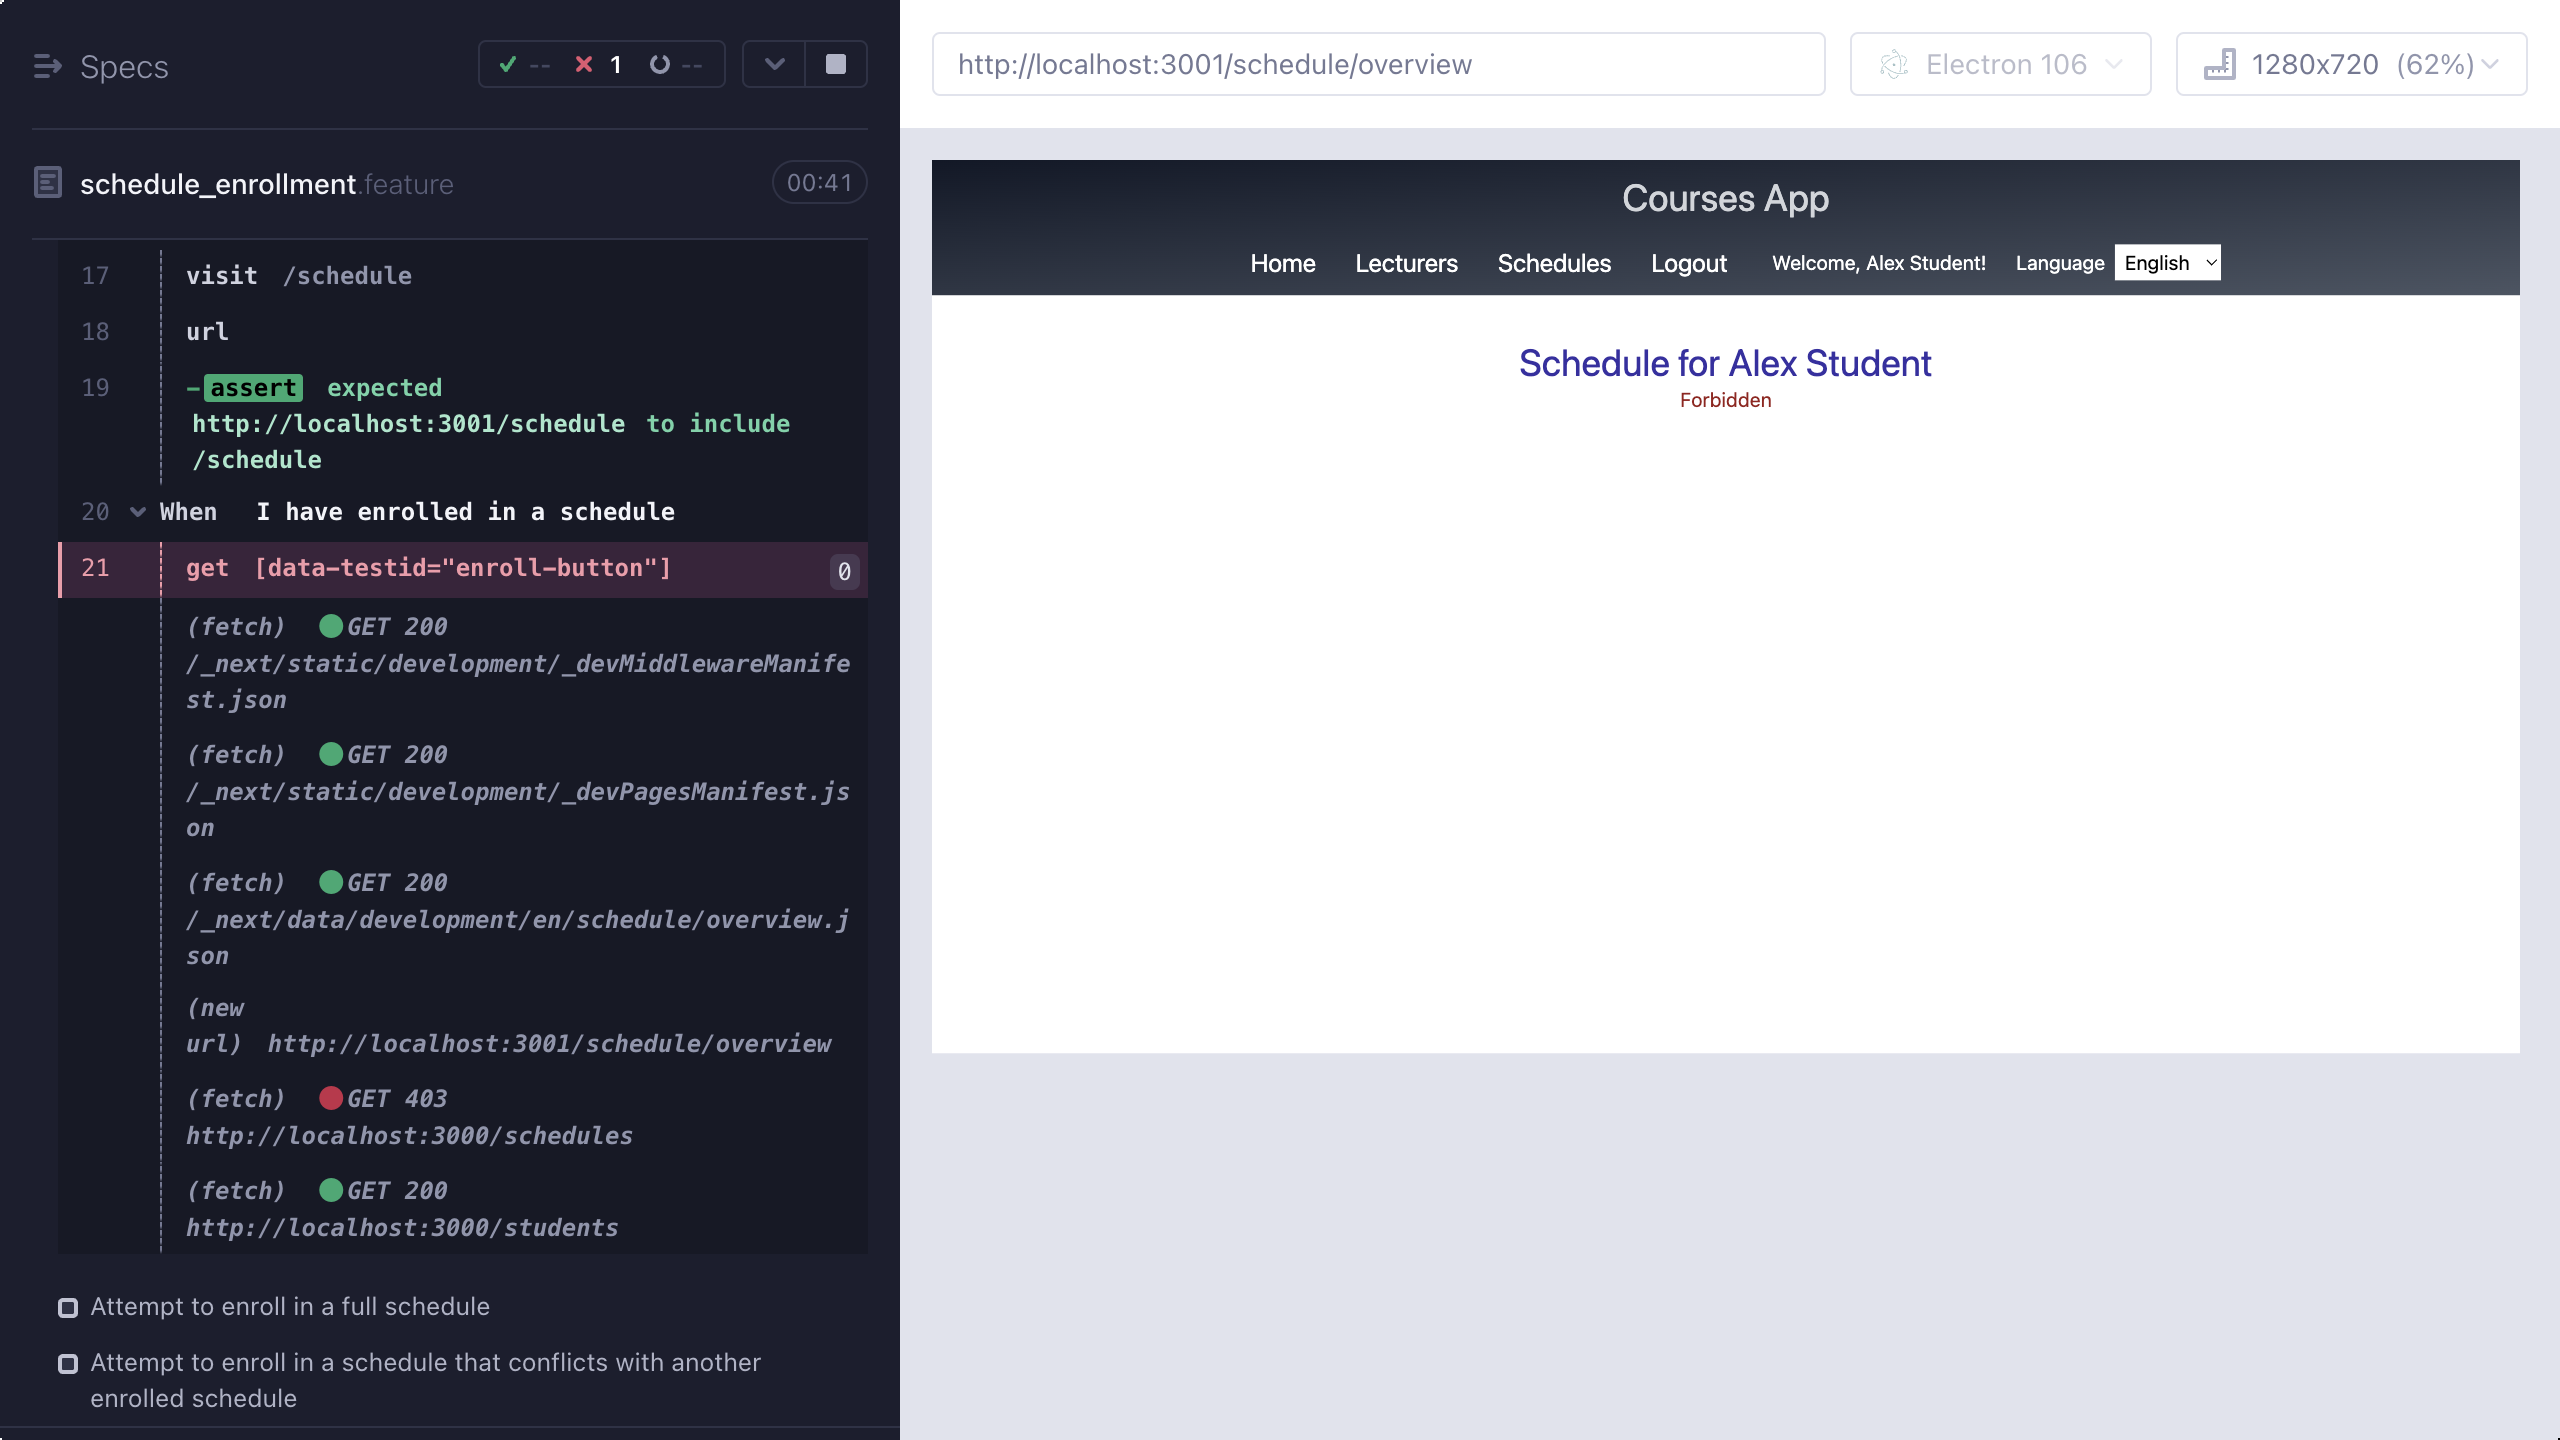 Specs
-- 1 --
schedule_enrollment.feature
00:41
17 visit /schedule
18 url
19 -assert expected
http://localhost:3001/schedule to include
/schedule
20 When I have enrolled in a schedule
21 get [data-testid="enroll-button"] 0
(fetch) GET 200
/_next/static/development/_devMiddlewareManife
st.json
(fetch) GET 200
/_next/static/development/_devPagesManifest.js
on
(fetch) GET 200
/_next/data/development/en/schedule/overview.j
son
(new
url) http://localhost:3001/schedule/overview
(fetch) GET 403
http://localhost:3000/schedules
(fetch) GET 200
http://localhost:3000/students
Attempt to enroll in a full schedule
Attempt to enroll in a schedule that conflicts with another
enrolled schedule
http://localhost:3001/schedule/overview
Electron 106
1280x720 (62%)
Courses App
Home Lecturers Schedules Logout Welcome, Alex Student! Language English
Schedule for Alex Student
Forbidden